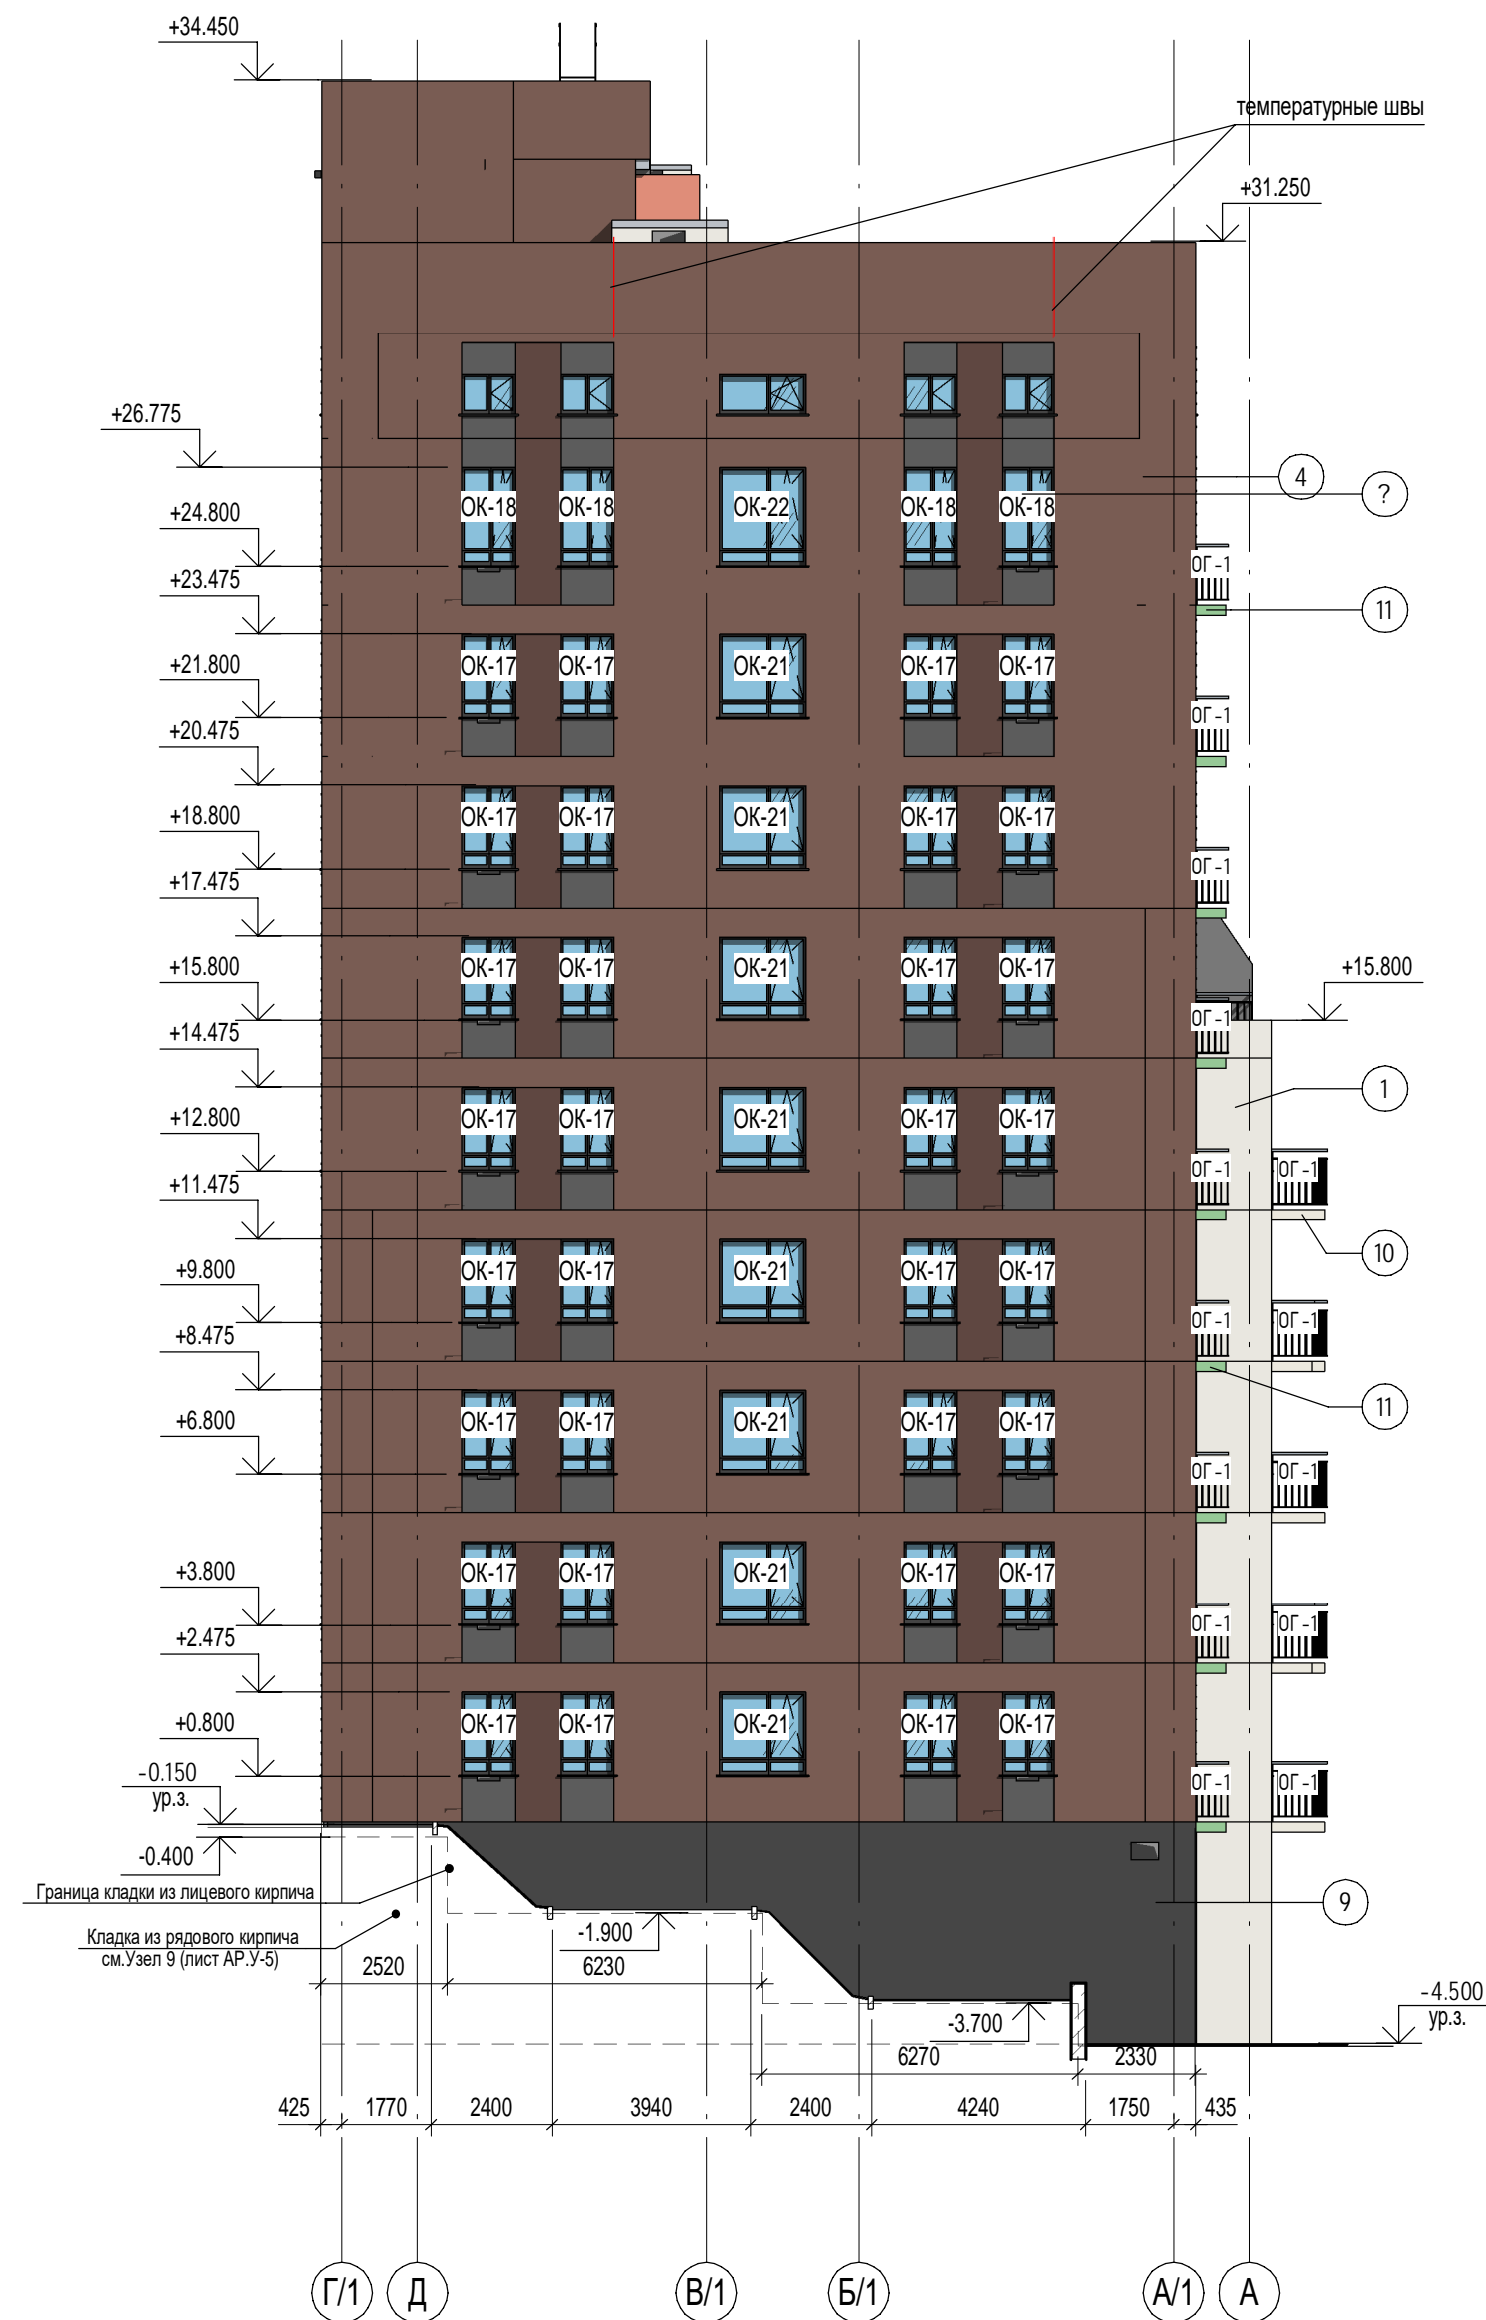 +34.450
температурные швы
+31.250
+26.775
4
?
ОК-18 ОК-18 ОК-22 ОК-18 ОК-18
+24.800
ОГ-1
+23.475
11
+21.800
ОК-17 ОК-17 ОК-21 ОК-17 ОК-17
ОГ-1
+20.475
+18.800
ОК-17 ОК-17 ОК-21 ОК-17 ОК-17
ОГ-1
+17.475
+15.800
ОК-17 ОК-17 ОК-21 ОК-17 ОК-17
+15.800
ОГ-1
+14.475
1
+12.800
ОК-17 ОК-17 ОК-21 ОК-17 ОК-17
ОГ-1 ОГ-1
+11.475
10
+9.800
ОК-17 ОК-17 ОК-21 ОК-17 ОК-17
ОГ-1 ОГ-1
+8.475
11
+6.800
ОК-17 ОК-17 ОК-21 ОК-17 ОК-17
ОГ-1 ОГ-1
+3.800
ОК-17 ОК-17 ОК-21 ОК-17 ОК-17
ОГ-1 ОГ-1
+2.475
+0.800
ОК-17 ОК-17 ОК-21 ОК-17 ОК-17
-0.150
ур.з.
ОГ-1 ОГ-1
-0.400
Граница кладки из лицевого кирпича
9
Кладка из рядового кирпича
см.Узел 9 (лист АР.У-5)
-1.900
2520 6230
-4.500
ур.з.
-3.700
6270 2330
425 1770 2400 3940 2400 4240 1750 435
Г/1 Д В/1 Б/1 А/1 А